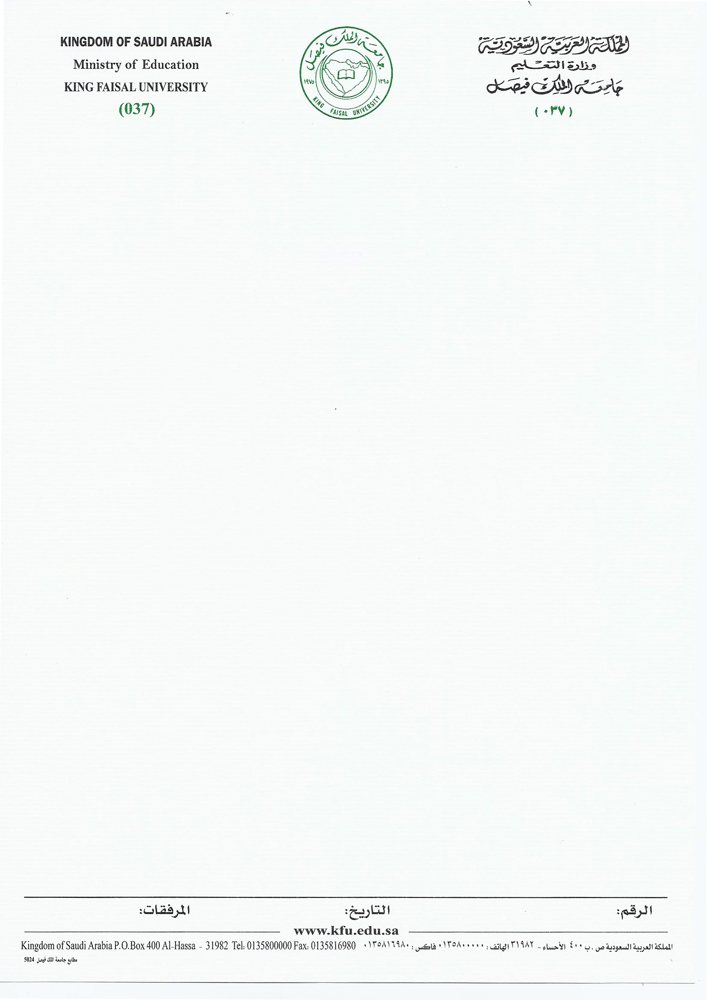 KINGDOM OF SAUDI ARABIA
Ministry of Education
KING FAISAL UNIVERSITY
(037)
جامعة الملك فيصل
١٩٧٥
١٣٩٥
KING FAISAL UNIVERSITY
المملكة العربية السعودية
وزارة التعليم
جامعة الملك فيصل
(٠٣٧)
الرقم:
التاريخ:
المرفقات:
www.kfu.edu.sa
Kingdom of Saudi Arabia P.O.Box 400 Al-Hassa - 31982 Tel: 0135800000 Fax: 0135816980
المملكة العربية السعودية ص . ب ٤٠٠ الأحساء - ٣١٩٨٢ الهاتف : ٠١٣٥٨٠٠٠٠٠ فاكس : ٠١٣٥٨١٦٩٨٠
مطابع جامعة الملك فيصل 5024